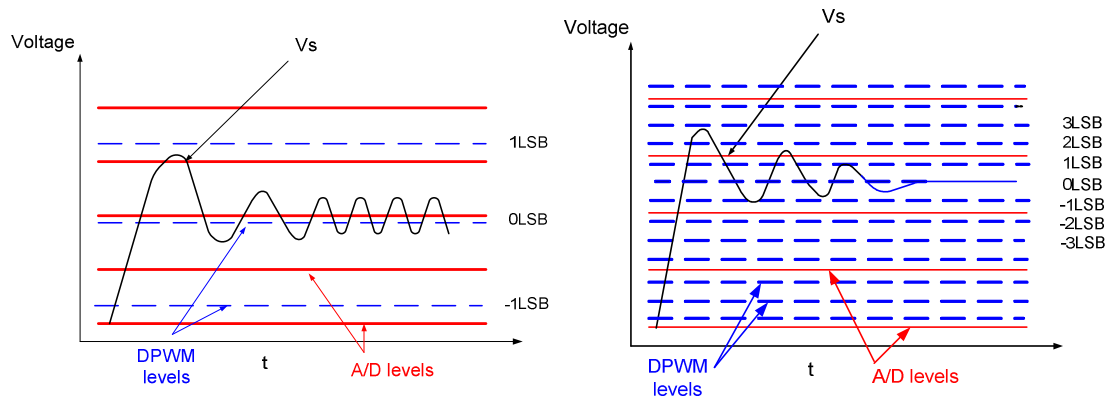 Voltage
Vs
1LSB
0LSB
-1LSB
DPWM
levels
t
A/D levels
Voltage
Vs
3LSB
2LSB
1LSB
0LSB
-1LSB
-2LSB
-3LSB
DPWM
levels
t
A/D levels